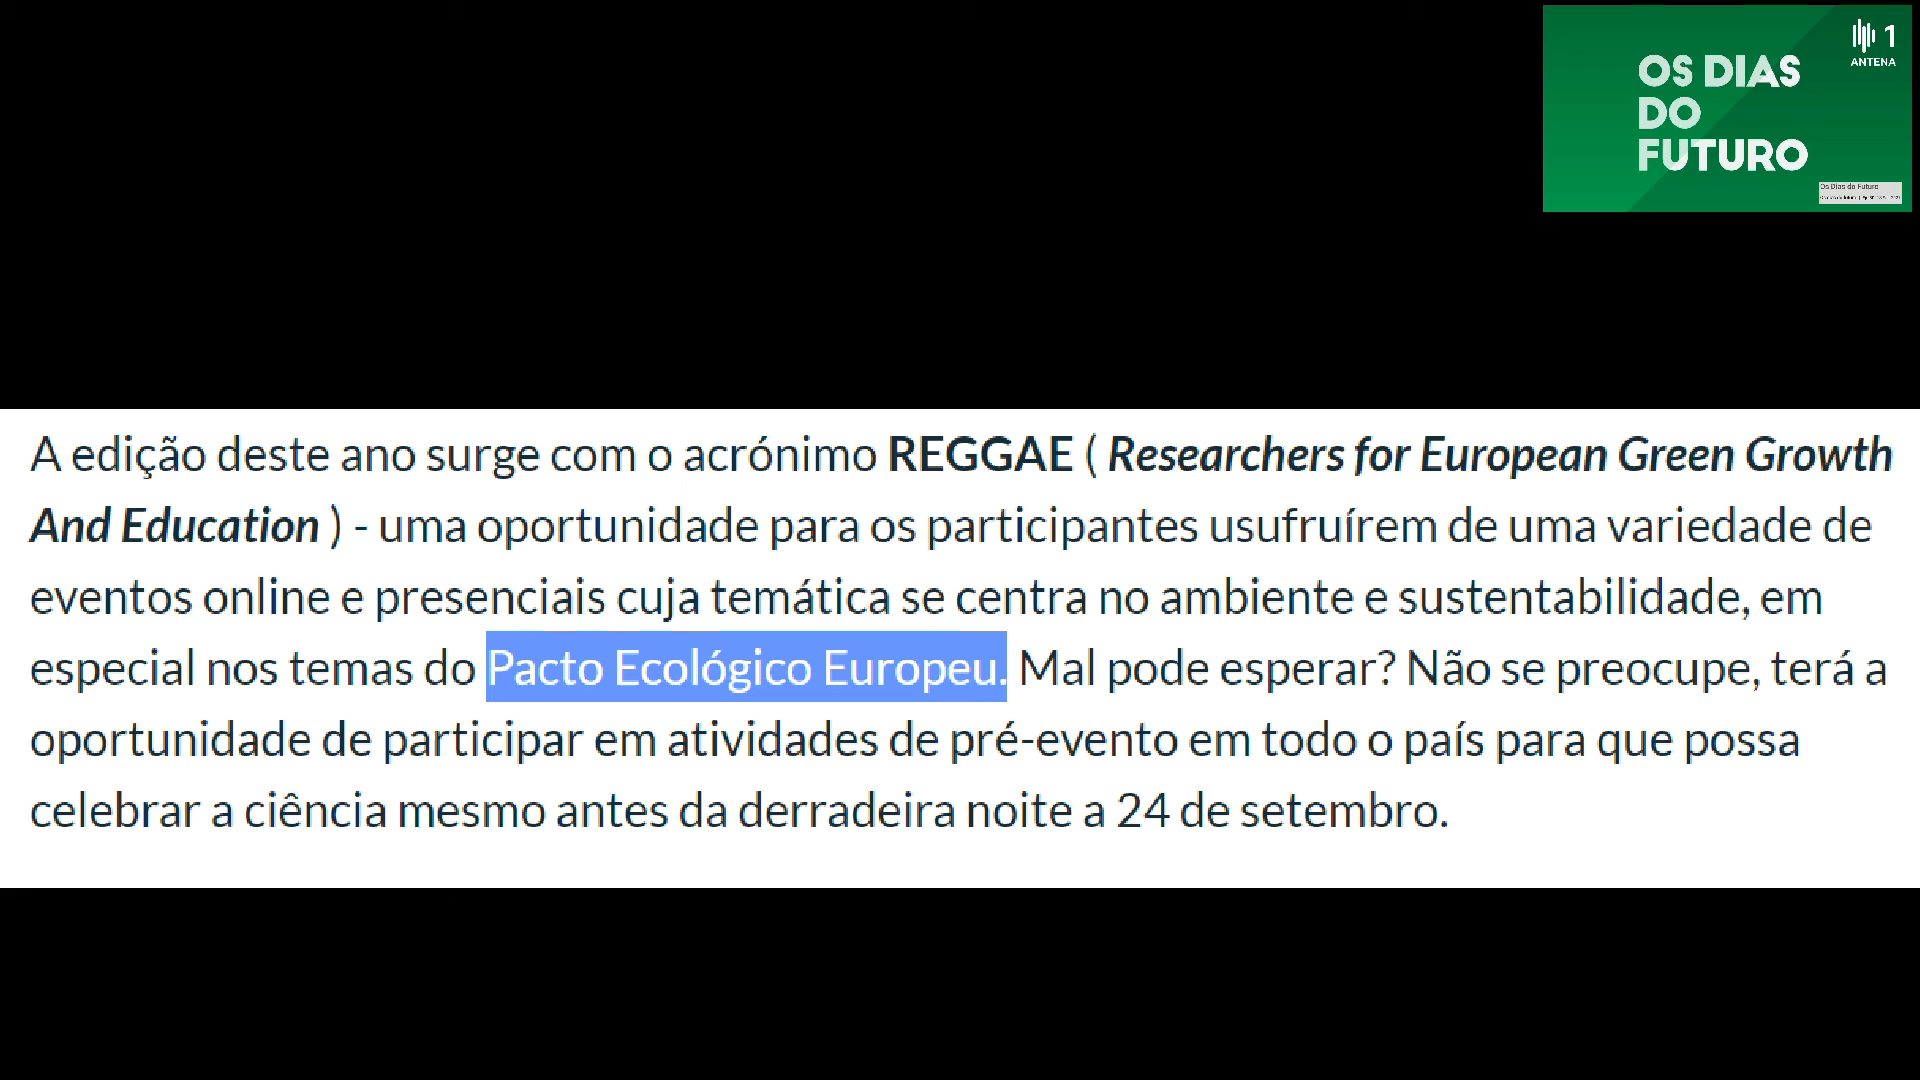 1
ANTENA
OS DIAS
DO
FUTURO
Os Dias do Futuro
A edição deste ano surge com o acrónimo REGGAE ( Researchers for European Green Growth
And Education ) - uma oportunidade para os participantes usufruírem de uma variedade de
eventos online e presenciais cuja temática se centra no ambiente e sustentabilidade, em
especial nos temas do Pacto Ecológico Europeu. Mal pode esperar? Não se preocupe, terá a
oportunidade de participar em atividades de pré-evento em todo o país para que possa
celebrar a ciência mesmo antes da derradeira noite a 24 de setembro.